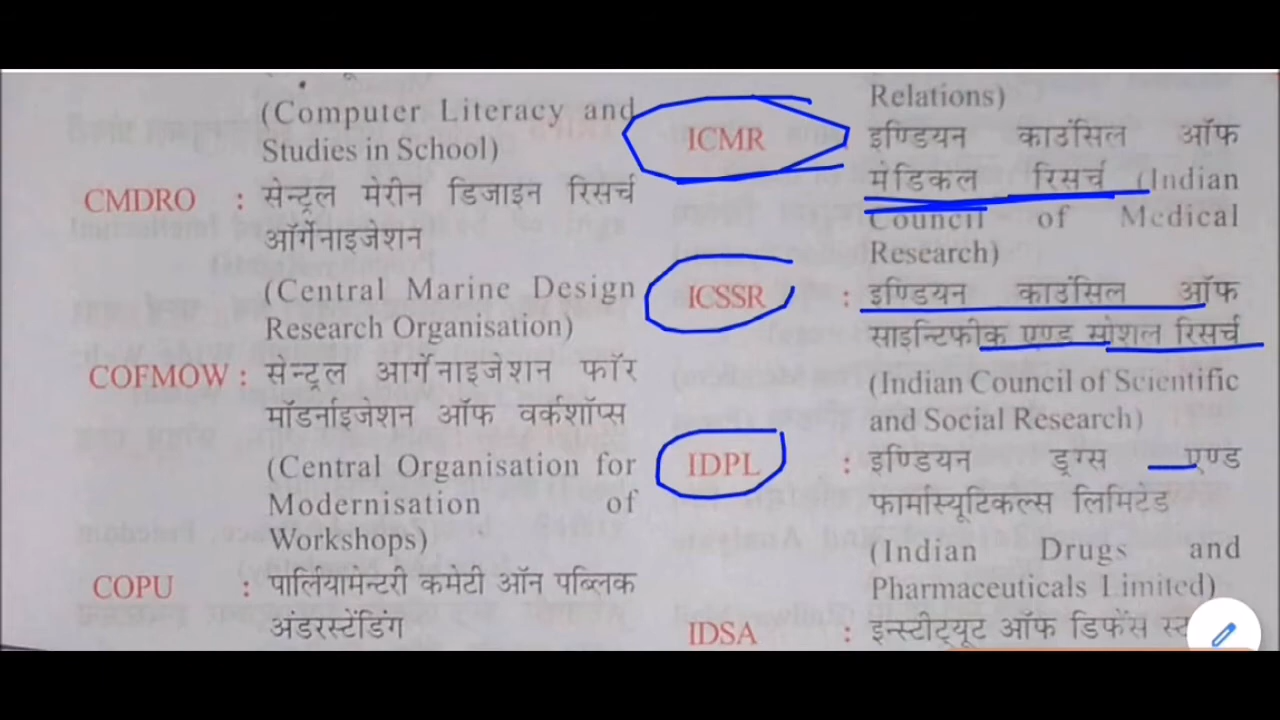 (Computer Literacy and
Studies in School)
CMDRO : सेन्ट्रल मेरीन डिजाइन रिसर्च
ऑर्गेनाइजेशन
(Central Marine Design
Research Organisation)
COFMOW : सेन्ट्रल आर्गेनाइजेशन फॉर
मॉडर्नाइजेशन ऑफ वर्कशॉप्स
(Central Organisation for
Modernisation of
Workshops)
COPU : पार्लियामेन्टरी कमेटी ऑन पब्लिक
अंडरस्टेंडिंग
Relations)
ICMR इण्डियन काउंसिल ऑफ
मेडिकल रिसर्च (Indian
Council of Medical
Research)
ICSSR : इण्डियन काउंसिल ऑफ
साइन्टिफीक एण्ड सोशल रिसर्च
(Indian Council of Scientific
and Social Research)
IDPL : इण्डियन ड्रग्स एण्ड
फार्मास्यूटिकल्स लिमिटेड
(Indian Drugs and
Pharmaceuticals Limited)
IDSA : इन्स्टीट्यूट ऑफ डिफेंस